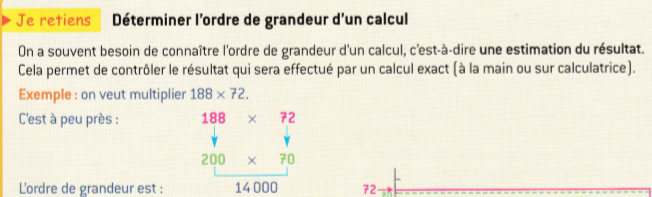 Je retiens Déterminer l'ordre de grandeur d'un calcul
On a souvent besoin de connaître l'ordre de grandeur d'un calcul, c'est-à-dire une estimation du résultat.
Cela permet de contrôler le résultat qui sera effectué par un calcul exact (à la main ou sur calculatrice).
Exemple : on veut multiplier 188 × 72.
C'est à peu près : 188 × 72
200 × 70
L'ordre de grandeur est : 14 000 72